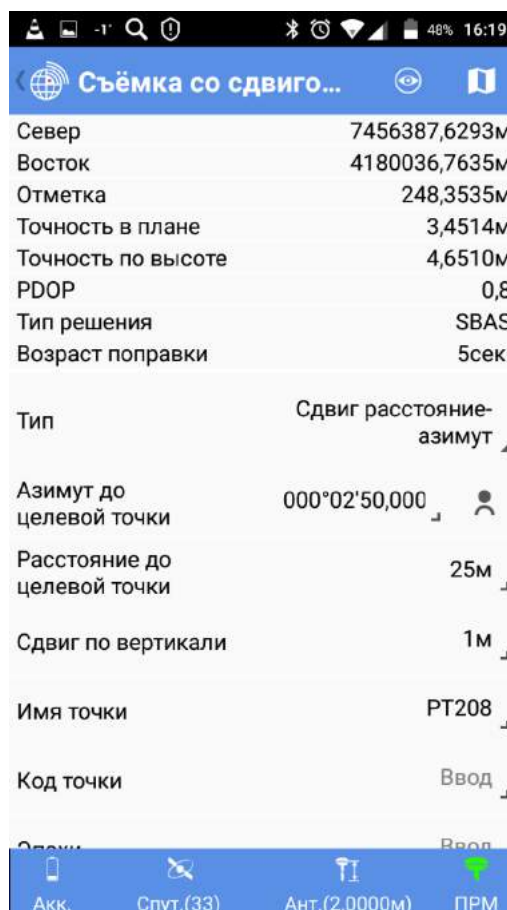 -1° 48% 16:19
Съёмка со сдвиго...
Север 7456387,6293м
Восток 4180036,7635м
Отметка 248,3535м
Точность в плане 3,4514м
Точность по высоте 4,6510м
PDOP 0,8
Тип решения SBAS
Возраст поправки 5сек
Тип Сдвиг расстояние-
азимут
Азимут до
целевой точки 000°02'50,000
Расстояние до
целевой точки 25м
Сдвиг по вертикали 1м
Имя точки PT208
Код точки Ввод
Эпохи Ввод
Акк. Спут.(33) Ант.(2,0000м) ПРМ